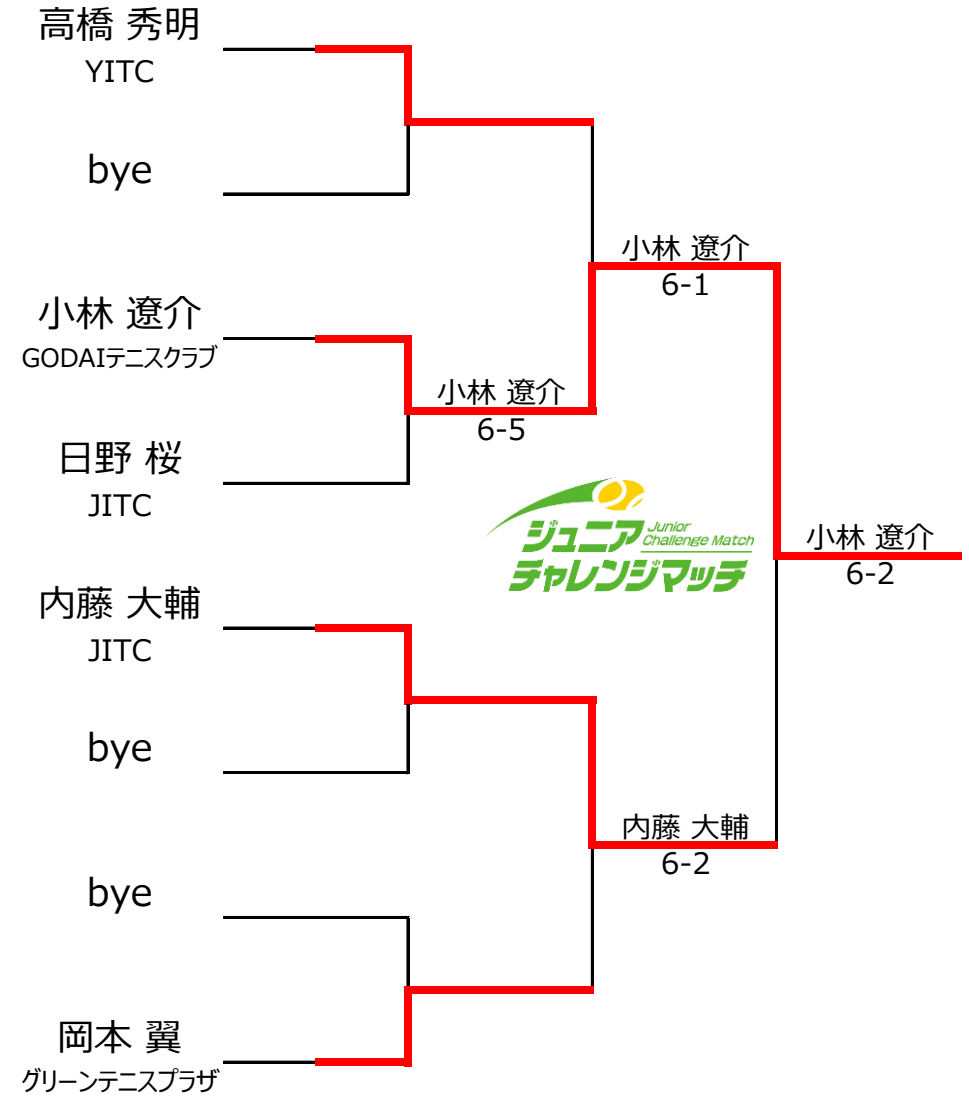 高橋 秀明
YITC
bye
小林 遼介
6-1
小林 遼介
GODAIテニスクラブ
小林 遼介
6-5
日野 桜
JITC
ジュニア
Junior
Challenge Match
チャレンジマッチ
小林 遼介
6-2
内藤 大輔
JITC
bye
内藤 大輔
6-2
bye
岡本 翼
グリーンテニスプラザ